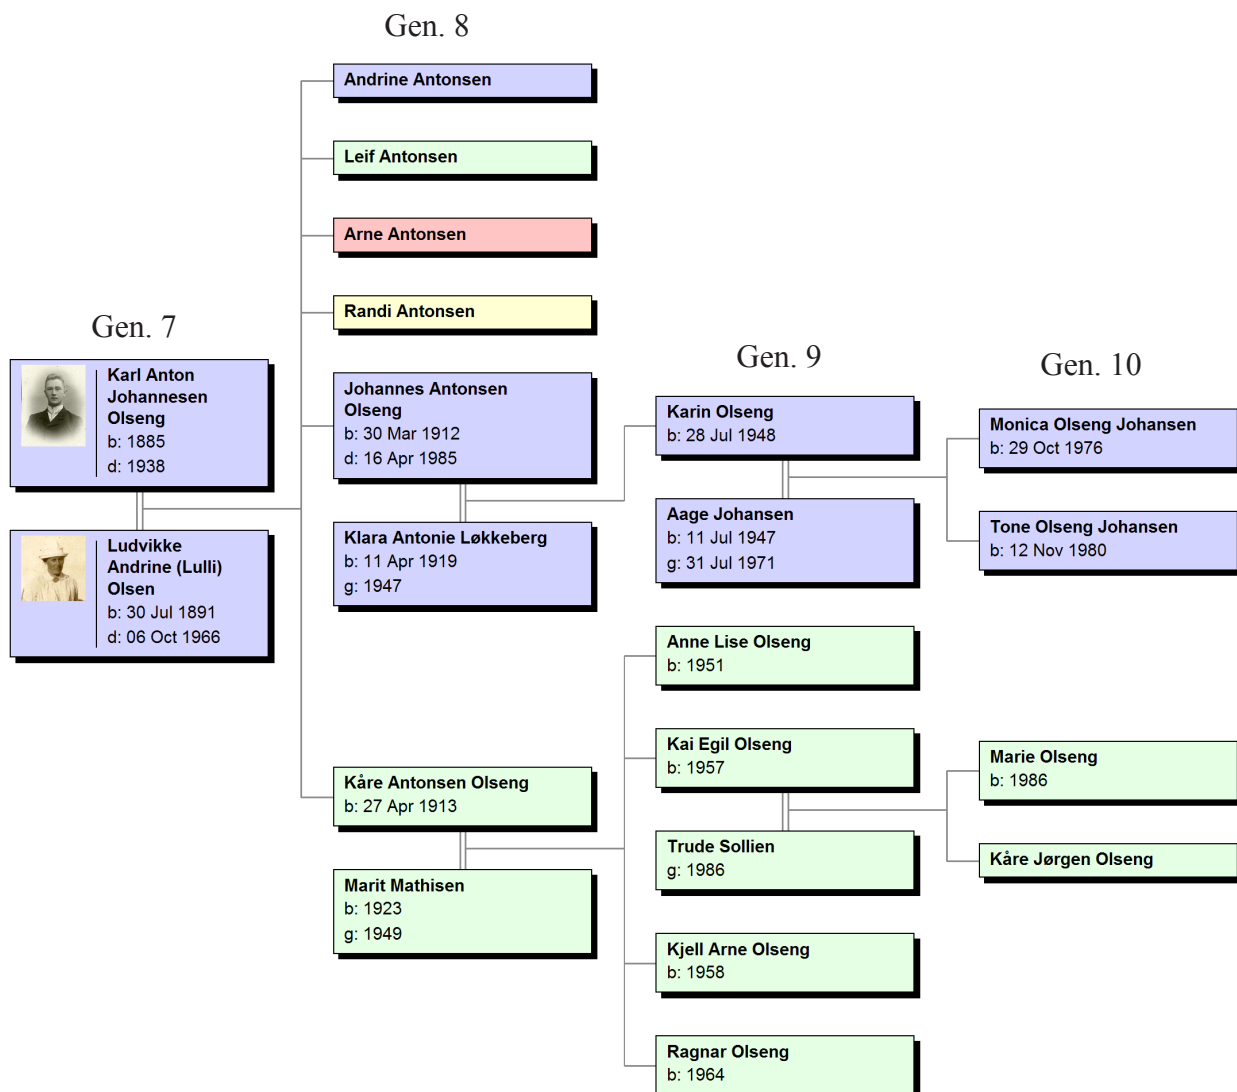 Gen. 8
Andrine Antonsen
Leif Antonsen
Arne Antonsen
Randi Antonsen
Gen. 7
Karl Anton
Johannesen
Olseng
b: 1885
d: 1938
Ludvikke
Andrine (Lulli)
Olsen
b: 30 Jul 1891
d: 06 Oct 1966
Johannes Antonsen
Olseng
b: 30 Mar 1912
d: 16 Apr 1985
Klara Antonie Løkkeberg
b: 11 Apr 1919
g: 1947
Kåre Antonsen Olseng
b: 27 Apr 1913
Marit Mathisen
b: 1923
g: 1949
Gen. 9
Karin Olseng
b: 28 Jul 1948
Aage Johansen
b: 11 Jul 1947
g: 31 Jul 1971
Anne Lise Olseng
b: 1951
Kai Egil Olseng
b: 1957
Trude Sollien
g: 1986
Kjell Arne Olseng
b: 1958
Ragnar Olseng
b: 1964
Gen. 10
Monica Olseng Johansen
b: 29 Oct 1976
Tone Olseng Johansen
b: 12 Nov 1980
Marie Olseng
b: 1986
Kåre Jørgen Olseng